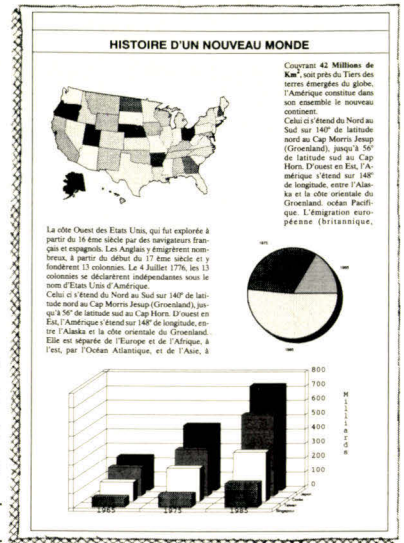 HISTOIRE D'UN NOUVEAU MONDE
Couvrant 42 Millions de
Km², soit près du Tiers des
terres émergées du globe,
l'Amérique constitue dans
son ensemble le nouveau
continent.
Celui ci s'étend du Nord au
Sud sur 140° de latitude
nord au Cap Morris Jesup
(Groenland), jusqu'à 56°
de latitude sud au Cap
Horn. D'ouest en Est, l'A-
mérique s'étend sur 148°
de longitude, entre l'Alas-
ka et la côte orientale du
Groenland. océan Pacifi-
que. L'émigration euro-
péenne (britannique,
La côte Ouest des Etats Unis, qui fut explorée à
partir du 16 ème siècle par des navigateurs fran-
çais et espagnols. Les Anglais y émigrèrent nom-
breux, à partir du début du 17 ème siècle et y
fondèrent 13 colonnies. Le 4 Juillet 1776, les 13
colonnies se déclarèrent indépendantes sous le
nom d'Etats Unis d'Amérique.
Celui ci s'étend du Nord au Sud sur 140° de lati-
tude nord au Cap Morris Jesup (Groenland), jus-
qu'à 56° de latitude sud au Cap Horn. D'ouest en
Est, l'Amérique s'étend sur 148° de longitude, en-
tre l'Alaska et la côte orientale du Groenland.
Elle est séparée de l'Europe et de l'Afrique, à
l'est, par l'Océan Atlantique, et de l'Asie, à
1975
1985
800
700
600
500
400
300
200
100
0
Milliards
Japon
Corée
Taiwan
Singapour
1965
1975
1985